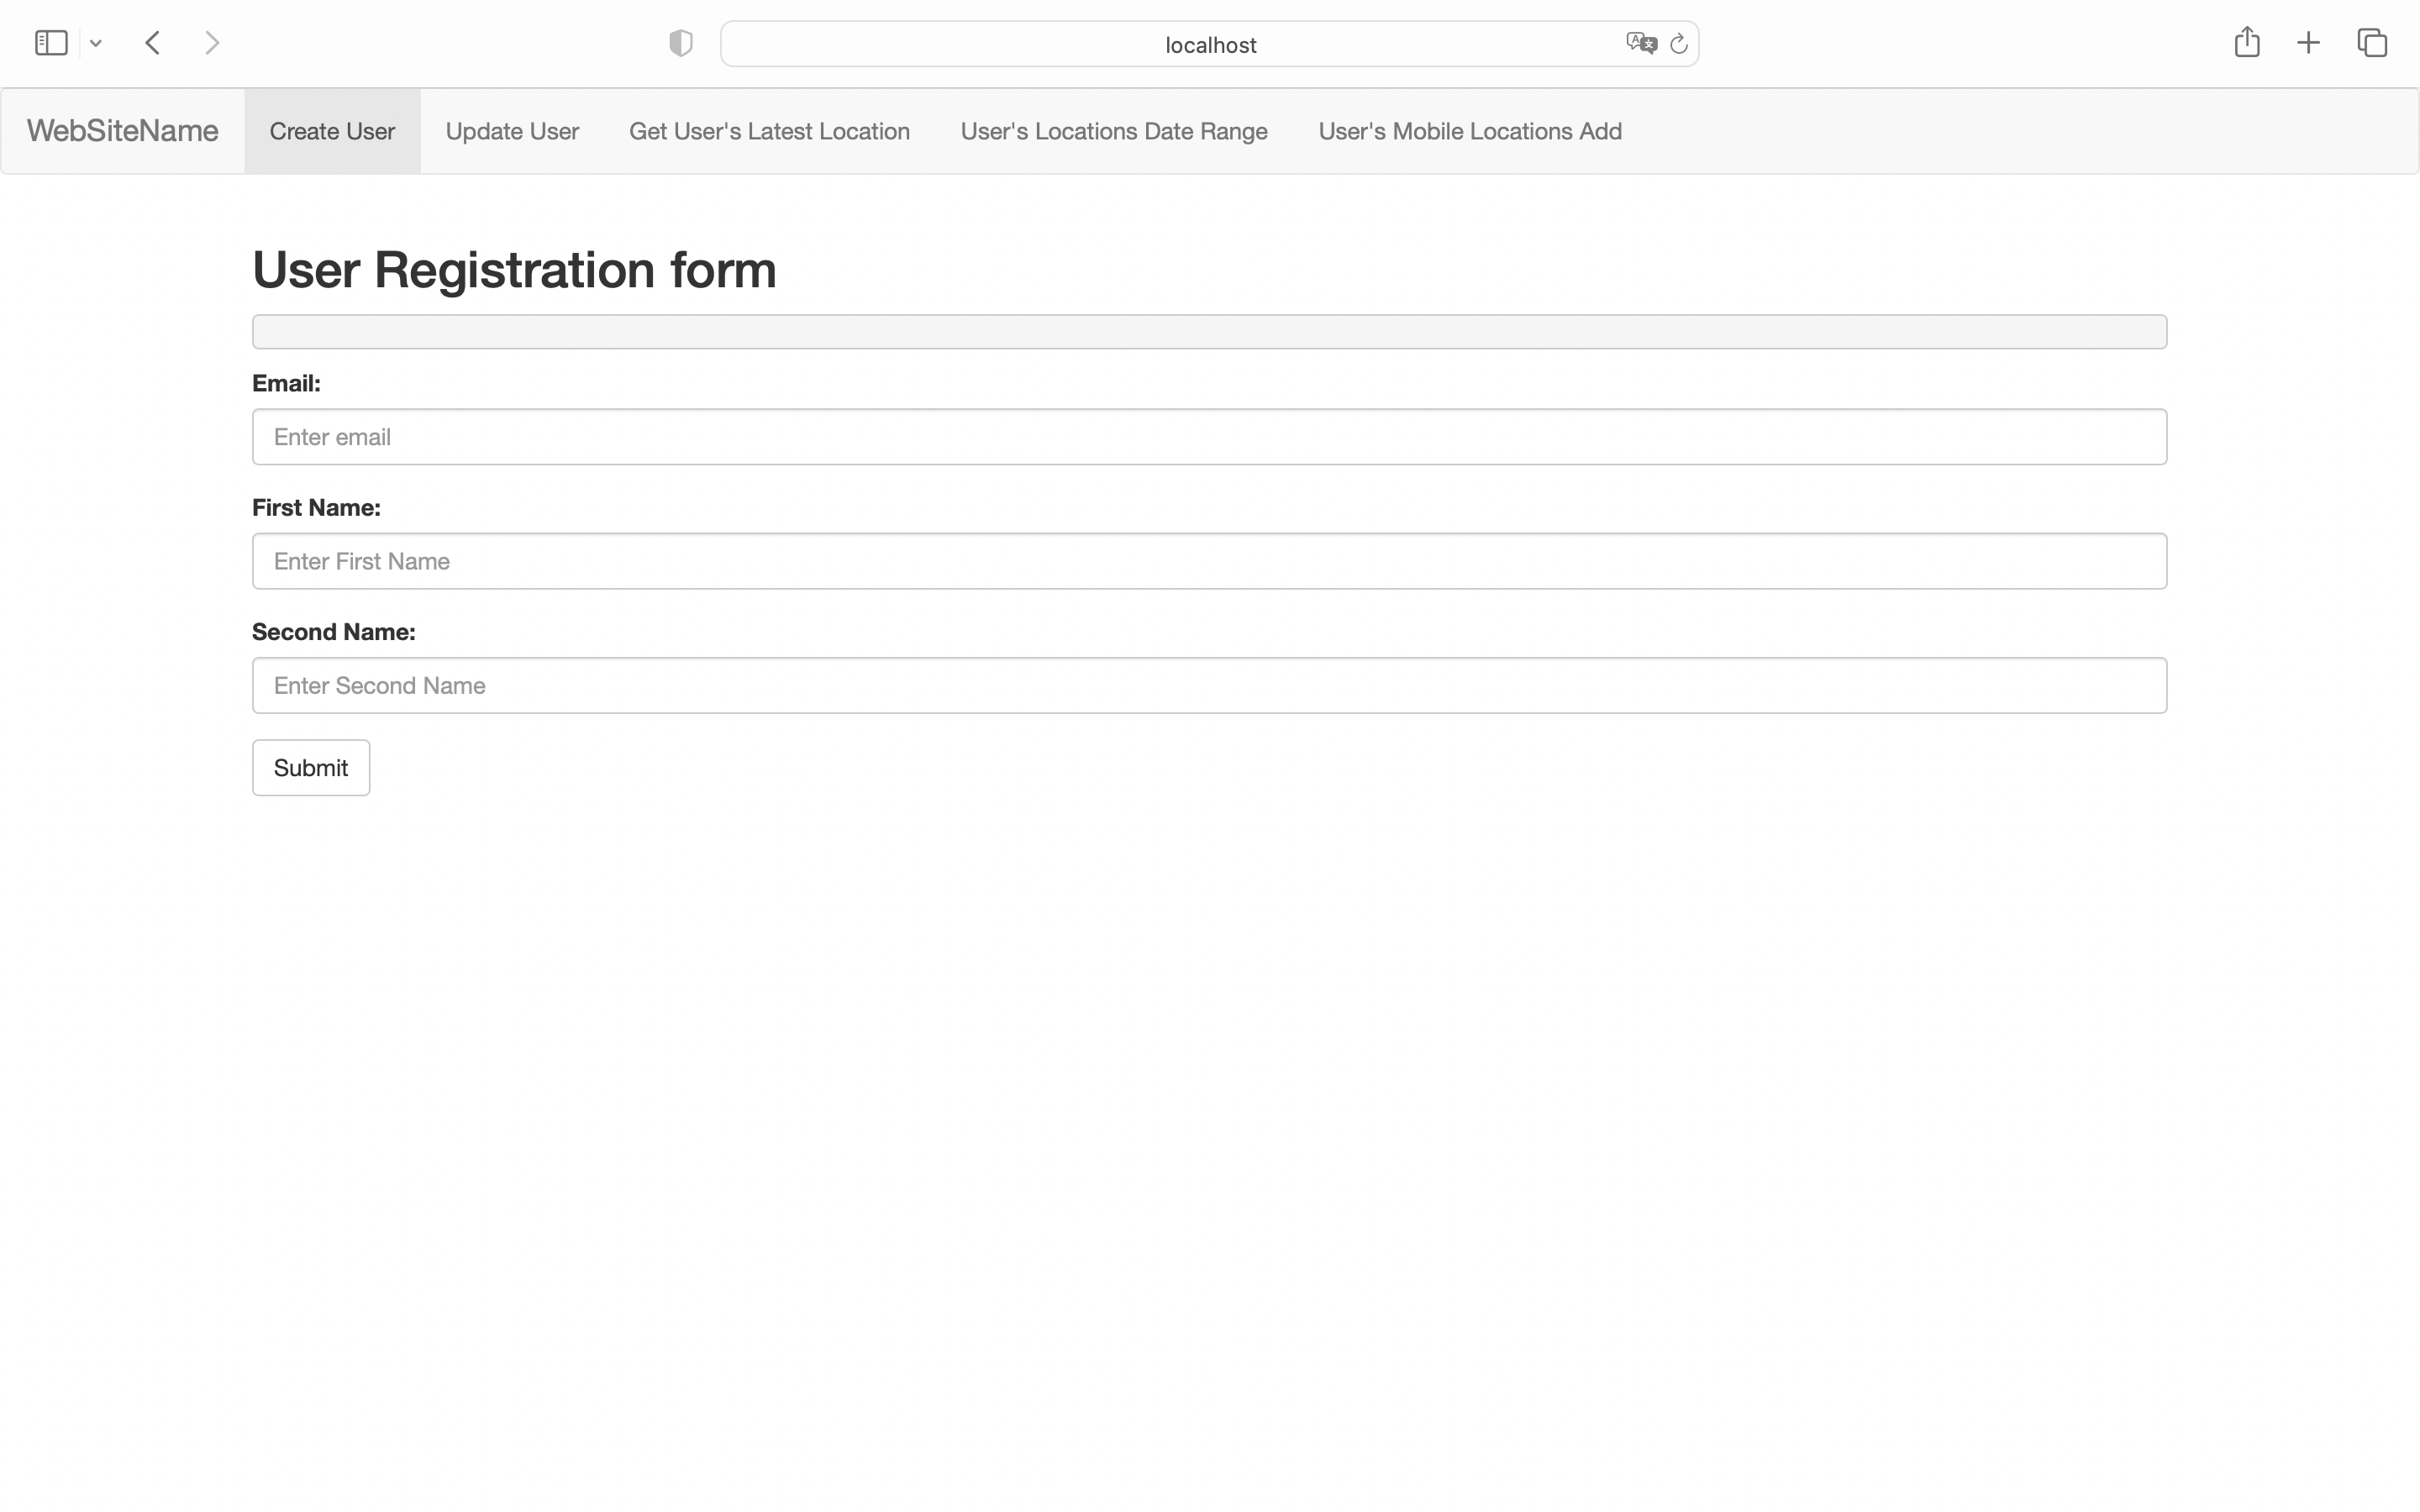 localhost
WebSiteName Create User Update User Get User's Latest Location User's Locations Date Range User's Mobile Locations Add
User Registration form
Email:
Enter email
First Name:
Enter First Name
Second Name:
Enter Second Name
Submit